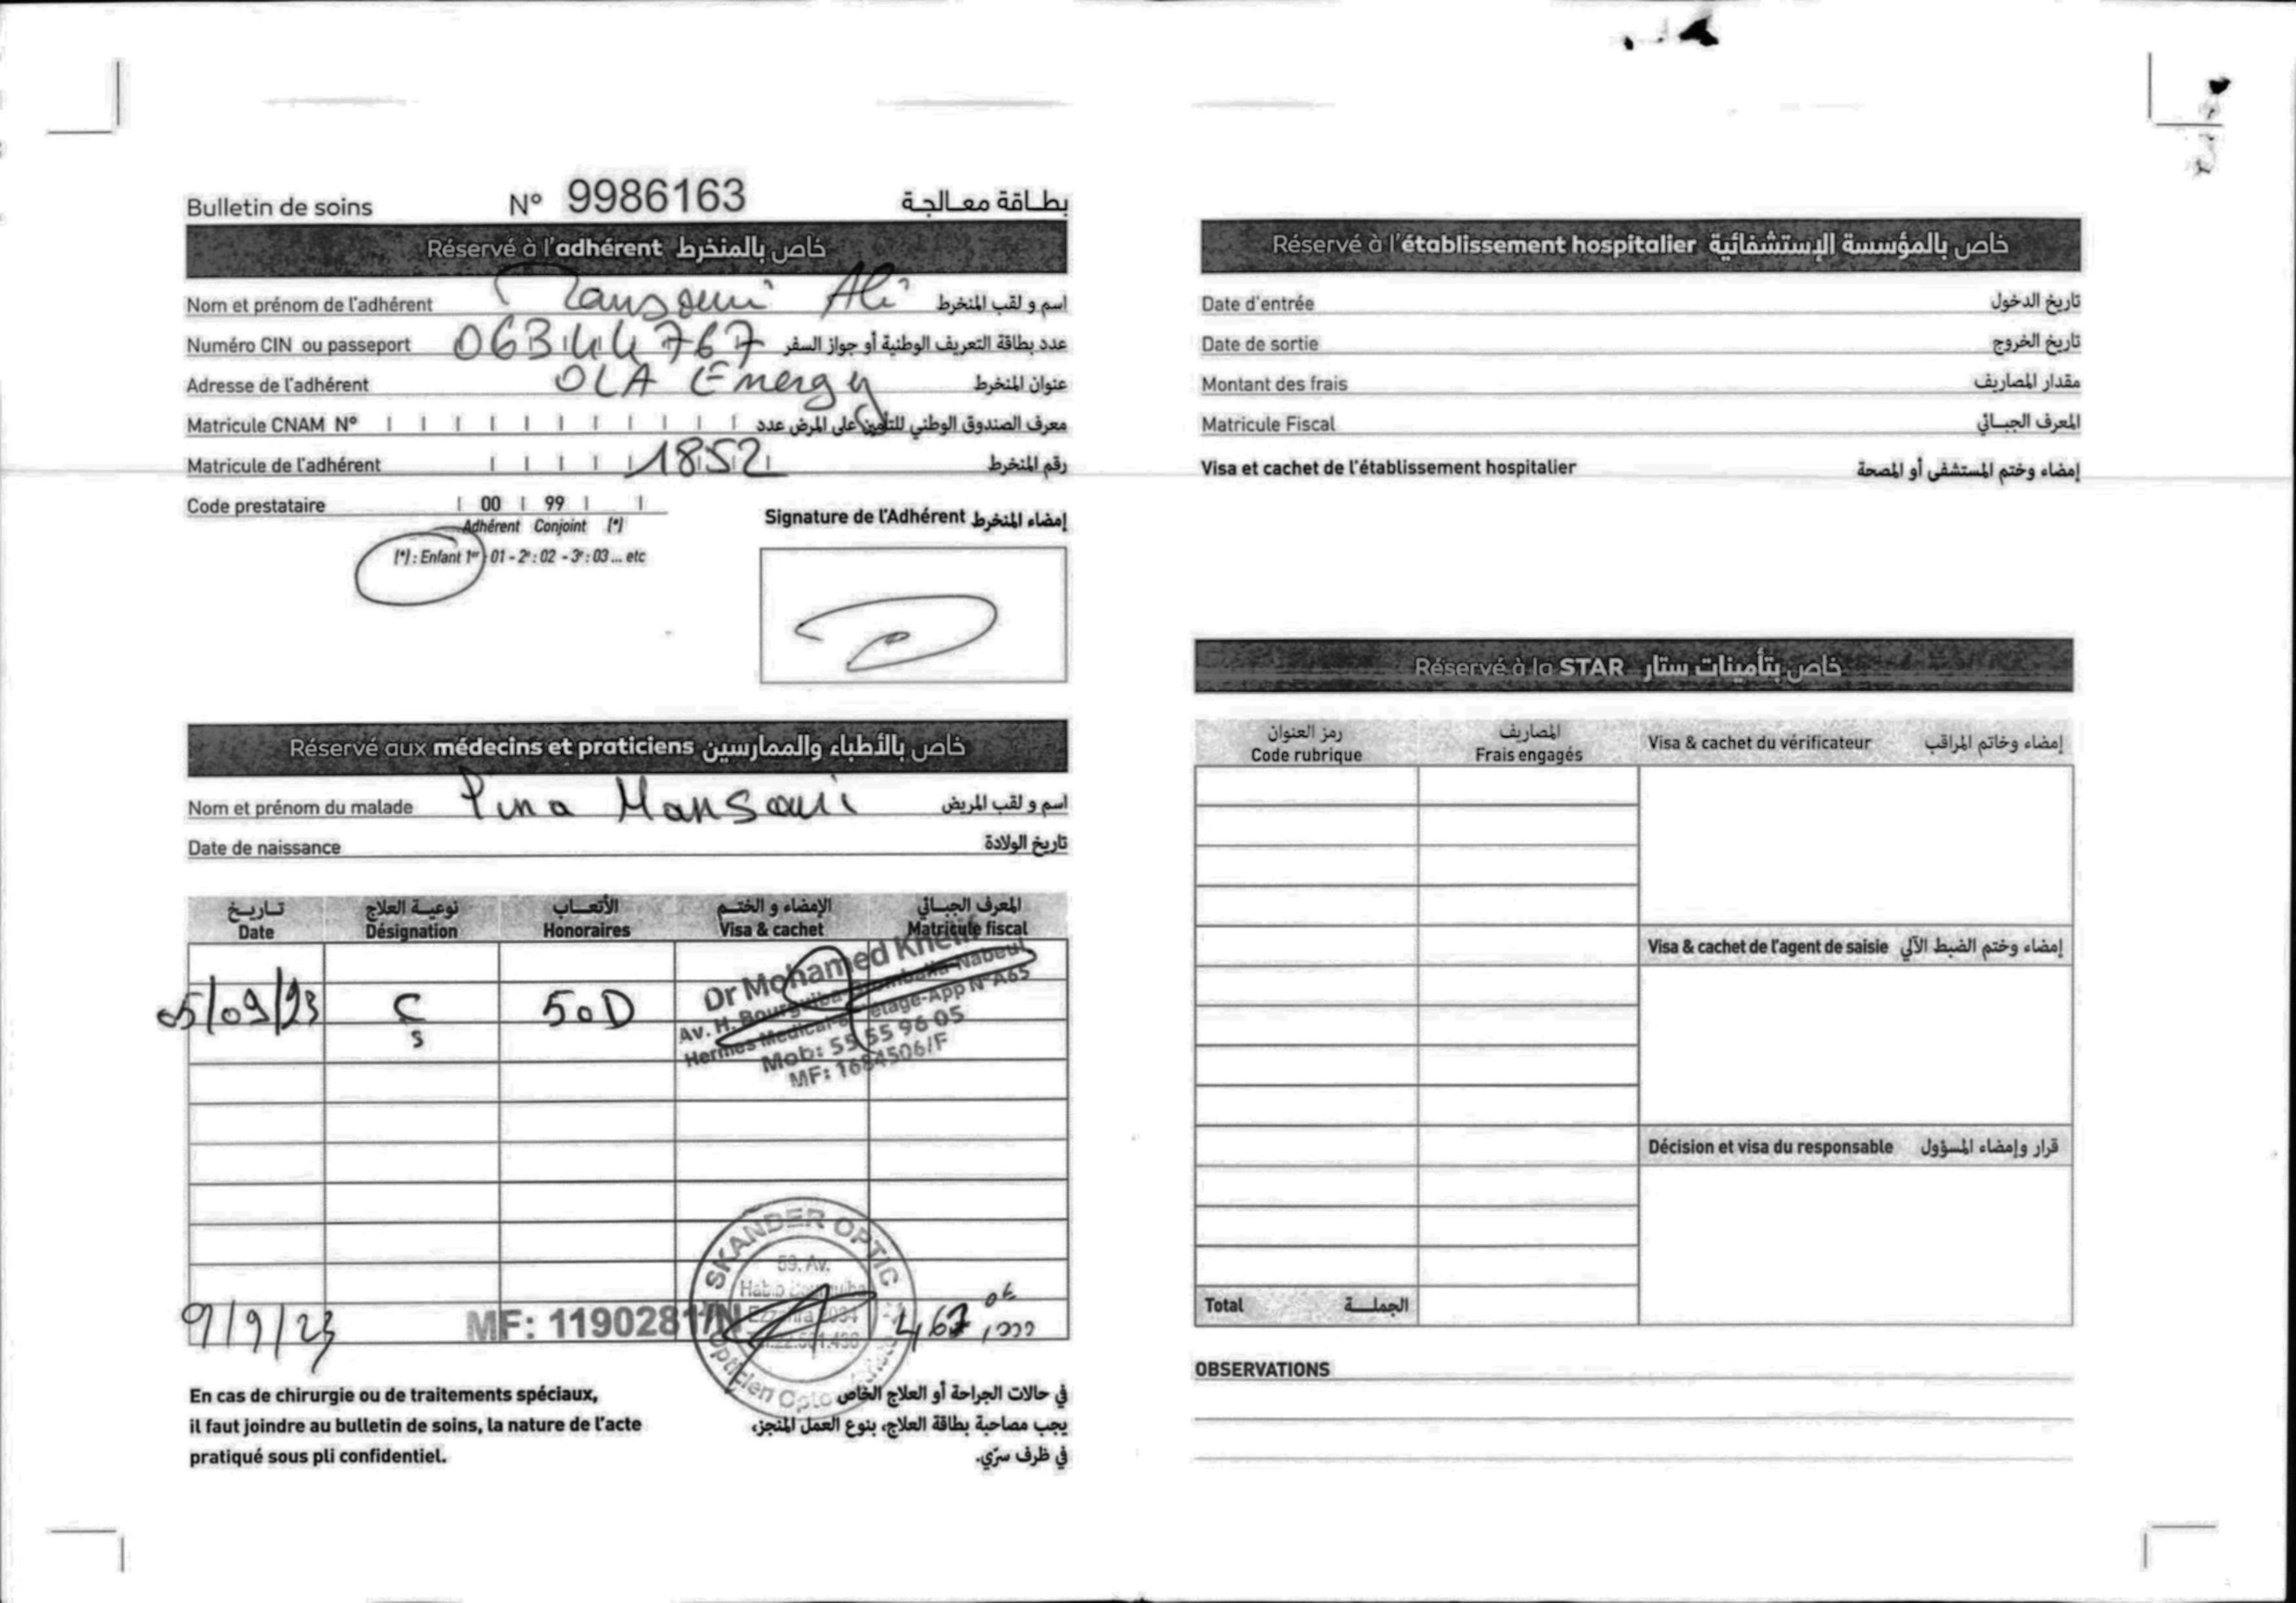 Bulletin de soins N° 9986163 بطاقة معالجة
Réservé à l'adhérent خاص بالمنخرط
Nom et prénom de l'adhérent Mansouri Ali اسم و لقب المنخرط
Numéro CIN ou passeport 06344767 عدد بطاقة التعريف الوطنية أو جواز السفر
Adresse de l'adhérent OLA Energy عنوان المنخرط
Matricule CNAM N° معرف الصندوق الوطني للتأمين على المرض عدد
Matricule de l'adhérent 1852 رقم المنخرط
Code prestataire 00 99
Adhérent Conjoint (*)
(*) : Enfant 1er : 01 - 2e : 02 - 3e : 03 ... etc
Signature de l'Adhérent إمضاء المنخرط
Réservé aux médecins et praticiens خاص بالأطباء والممارسين
Nom et prénom du malade Mansouri اسم و لقب المريض
Date de naissance تاريخ الولادة
تاريخ نوعية العلاج الأتعاب الإمضاء و الختم المعرف الجبائي
Date Désignation Honoraires Visa & cachet Matricule fiscal
05/09/23 C 50D
s
Dr Mohamed
Av. H. Bourguiba Nabeul
Hermes Medical etage-App N°A65
Mob: 55 55 96 05
MF: 1684506/F
SKANDER OPTIC
59. Av.
Habib Bourguiba
Opticien
9/9/23 MF: 1190281/N 467,000
En cas de chirurgie ou de traitements spéciaux,
il faut joindre au bulletin de soins, la nature de l'acte
pratiqué sous pli confidentiel.
في حالات الجراحة أو العلاج الخاص
يجب مصاحبة بطاقة العلاج، بنوع العمل المنجز،
في ظرف سرّي.
Réservé à l'établissement hospitalier خاص بالمؤسسة الإستشفائية
Date d'entrée تاريخ الدخول
Date de sortie تاريخ الخروج
Montant des frais مقدار المصاريف
Matricule Fiscal المعرف الجبائي
Visa et cachet de l'établissement hospitalier إمضاء وختم المستشفى أو المصحة
Réservé à la STAR خاص بتأمينات ستار
رمز العنوان المصاريف
Code rubrique Frais engagés
Visa & cachet du vérificateur إمضاء وخاتم المراقب
Visa & cachet de l'agent de saisie إمضاء وختم الضبط الآلي
Décision et visa du responsable قرار وإمضاء المسؤول
Total الجملة
OBSERVATIONS